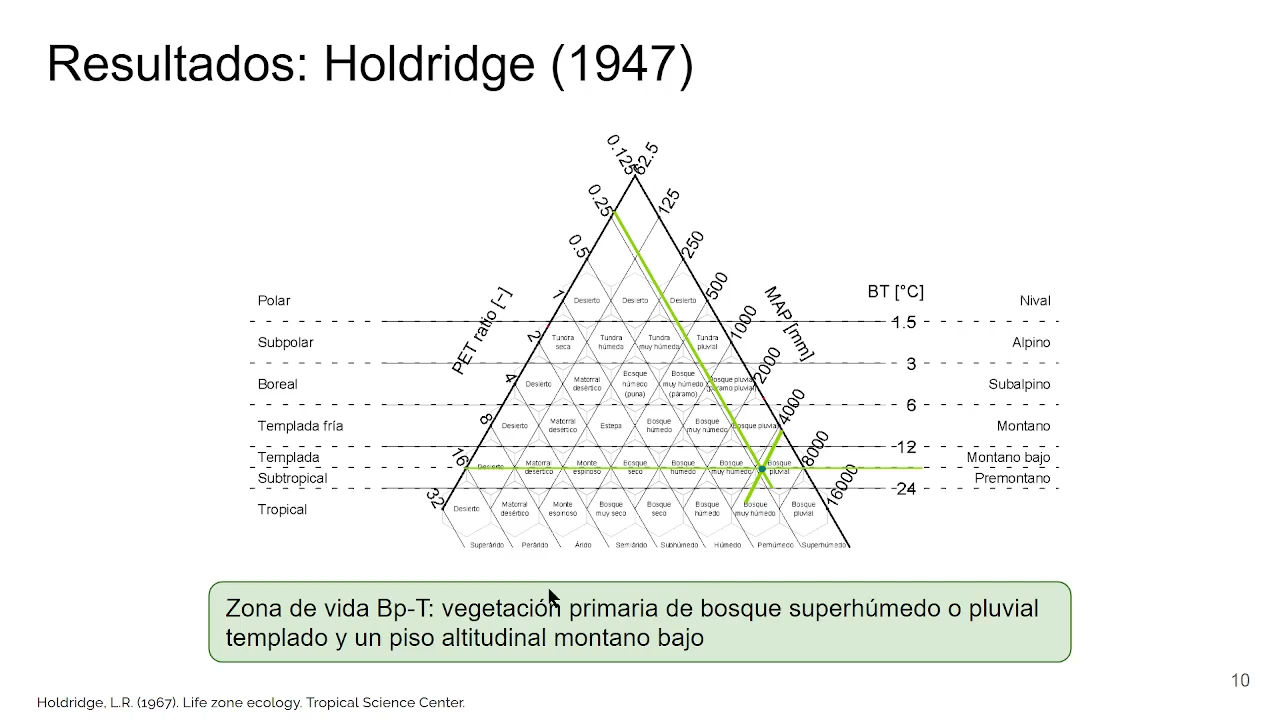 Resultados: Holdridge (1947)
0.125 62.5
0.25 125
0.5 250
1 500
2 1000
4 2000
8 4000
16 8000
32 16000
PET ratio [−]
MAP [mm]
BT [°C]
Polar Nival
1.5
Subpolar Alpino
3
Boreal Subalpino
6
Templada fría Montano
12
Templada Montano bajo
Subtropical Premontano
24
Tropical
Desierto Desierto Desierto
Tundra seca Tundra húmeda Tundra muy húmeda Tundra pluvial
Desierto Matorral desértico Bosque húmedo (puna) Bosque muy húmedo (páramo) Bosque pluvial (páramo pluvial)
Desierto Matorral desértico Estepa Bosque húmedo Bosque muy húmedo Bosque pluvial
Desierto Matorral desértico Monte espinoso Bosque seco Bosque húmedo Bosque muy húmedo Bosque pluvial
Desierto Matorral desértico Monte espinoso Bosque muy seco Bosque seco Bosque húmedo Bosque muy húmedo Bosque pluvial
Superárido Perárido Árido Semiárido Subhúmedo Húmedo Perhúmedo Superhúmedo
Zona de vida Bp-T: vegetación primaria de bosque superhúmedo o pluvial
templado y un piso altitudinal montano bajo
10
Holdridge, L.R. (1967). Life zone ecology. Tropical Science Center.